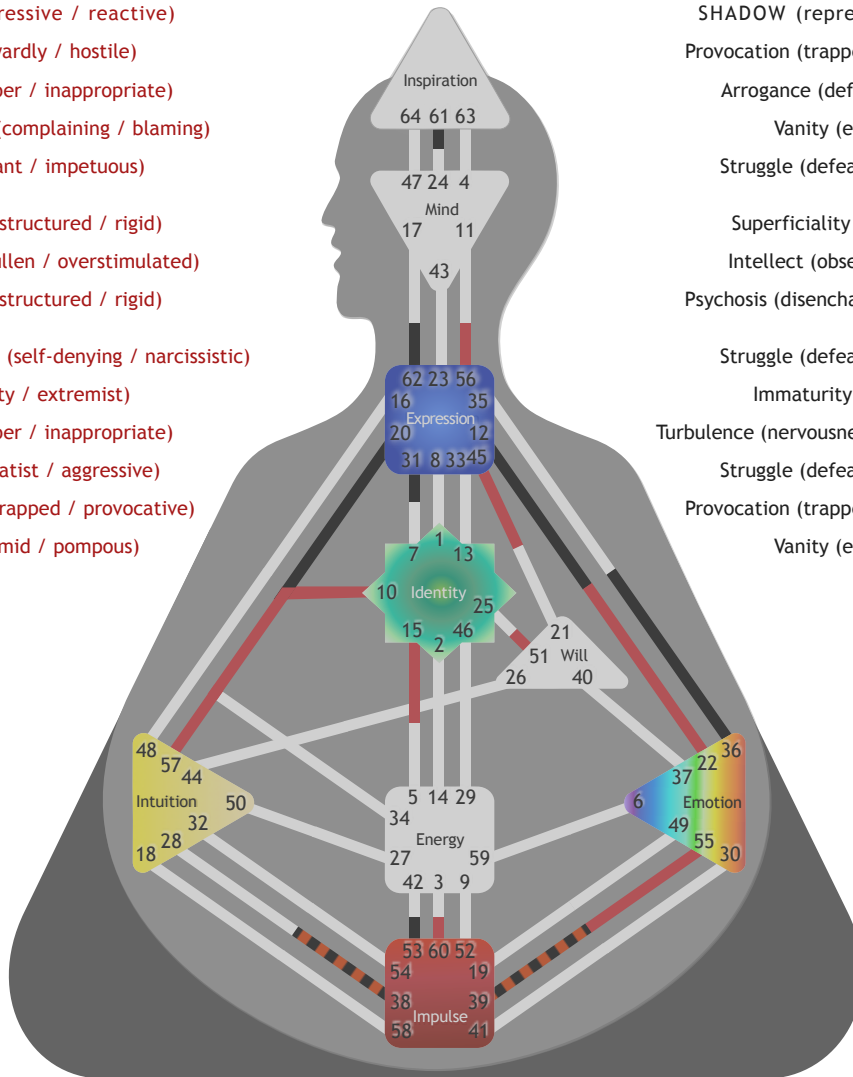 ressive / reactive)
vardly / hostile)
per / inappropriate)
(complaining / blaming)
ant / impetuous)
structured / rigid)
llen / overstimulated)
structured / rigid)
(self-denying / narcissistic)
ty / extremist)
per / inappropriate)
atist / aggressive)
rapped / provocative)
mid / pompous)
Inspiration
64 61 63
47 24 4
Mind
17 11
43
62 23 56
16 35
Expression
20 12
31 8 33 45
1
7 13
10 Identity
25
15 46
2
21
51 Will
26 40
48
57
44
Intuition 50
32
28
18
36
22
37
6 Emotion
49
55
30
5 14 29
34
Energy
27 59
42 3 9
53 60 52
54 19
38 39
Impulse
58 41
SHADOW (repre
Provocation (trapp
Arrogance (def
Vanity (e
Struggle (defea
Superficiality
Intellect (obse
Psychosis (disencha
Struggle (defea
Immaturity
Turbulence (nervousne
Struggle (defea
Provocation (trapp
Vanity (e